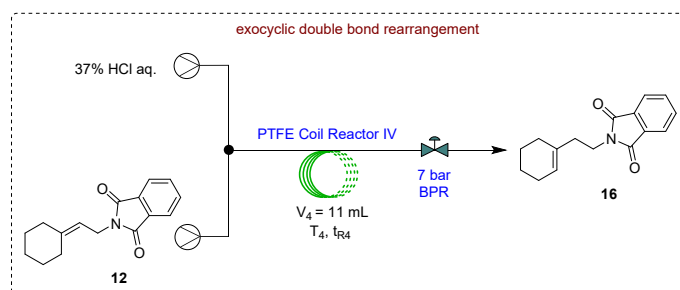 exocyclic double bond rearrangement
37% HCl aq.
PTFE Coil Reactor IV
7 bar
BPR
V4 = 11 mL
T4, tR4
O
N
O
16
O
N
O
12